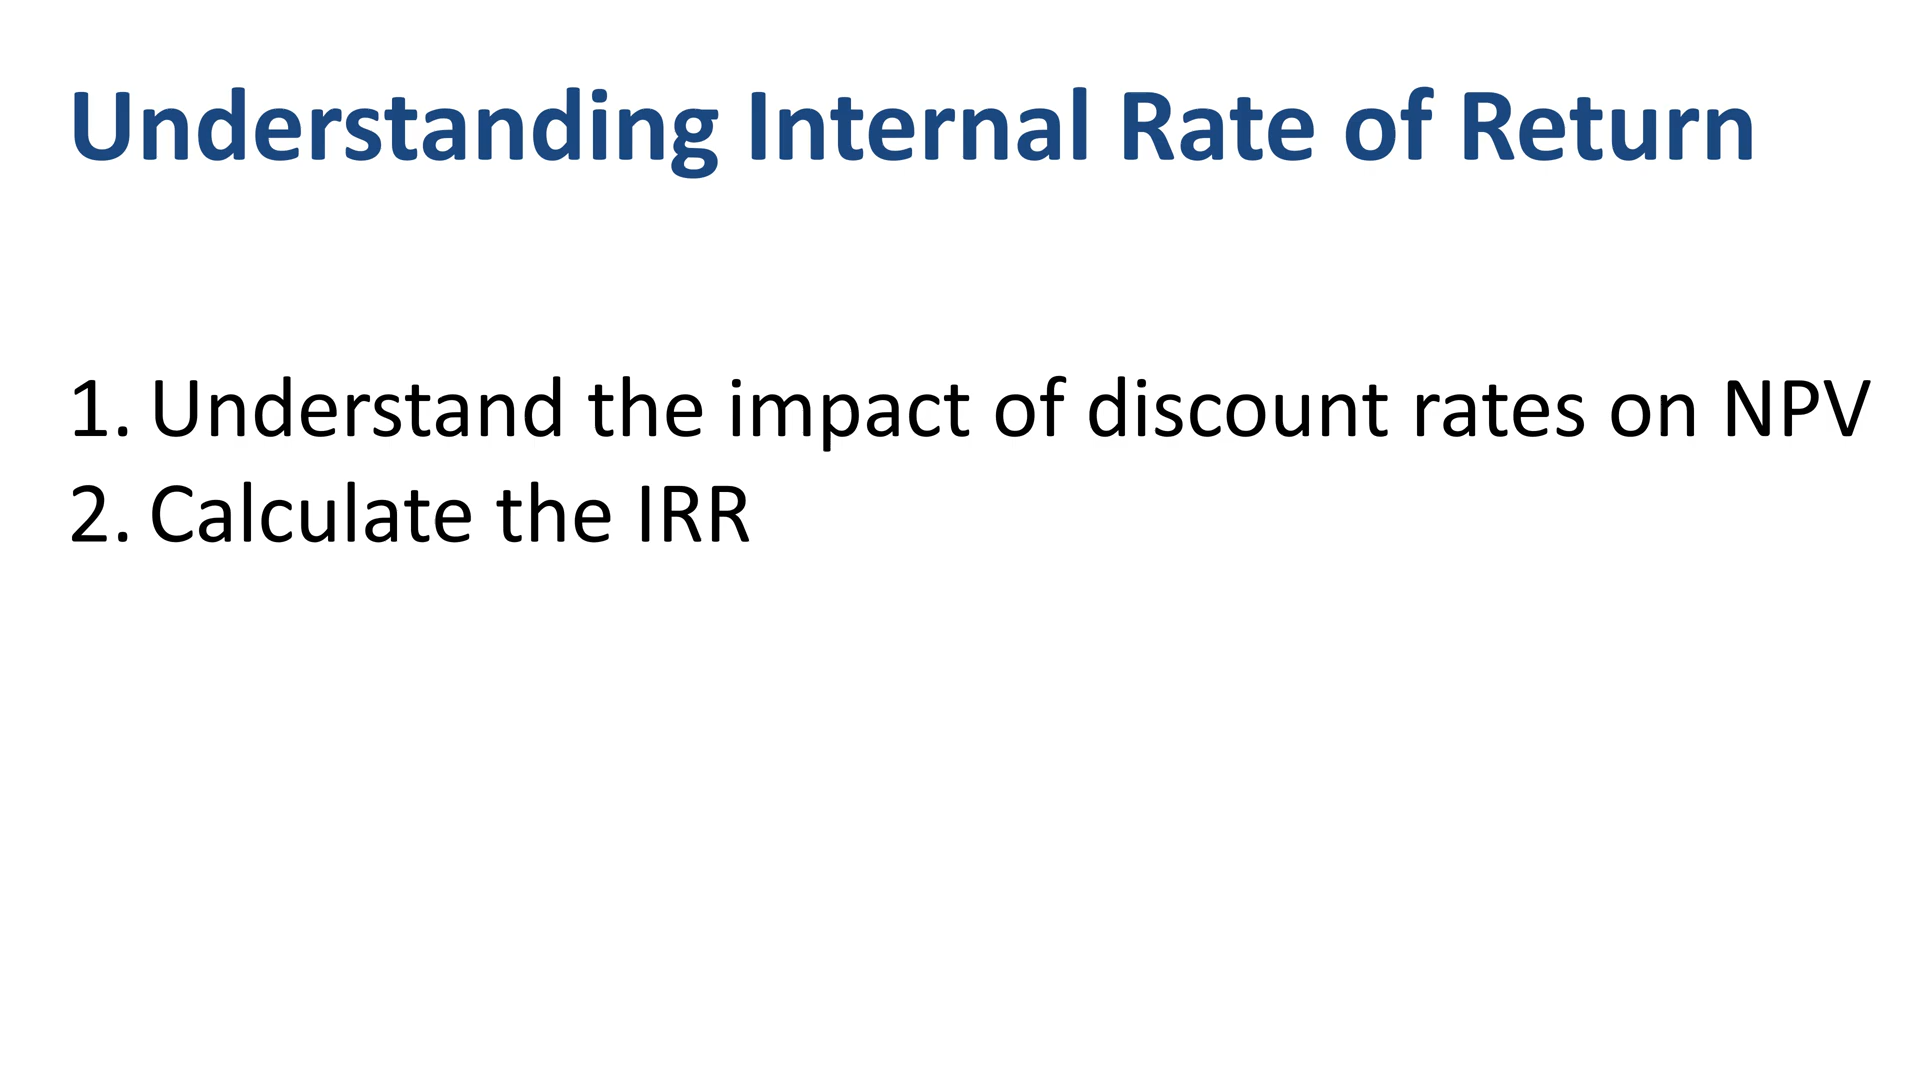 Understanding Internal Rate of Return
1. Understand the impact of discount rates on NPV
2. Calculate the IRR